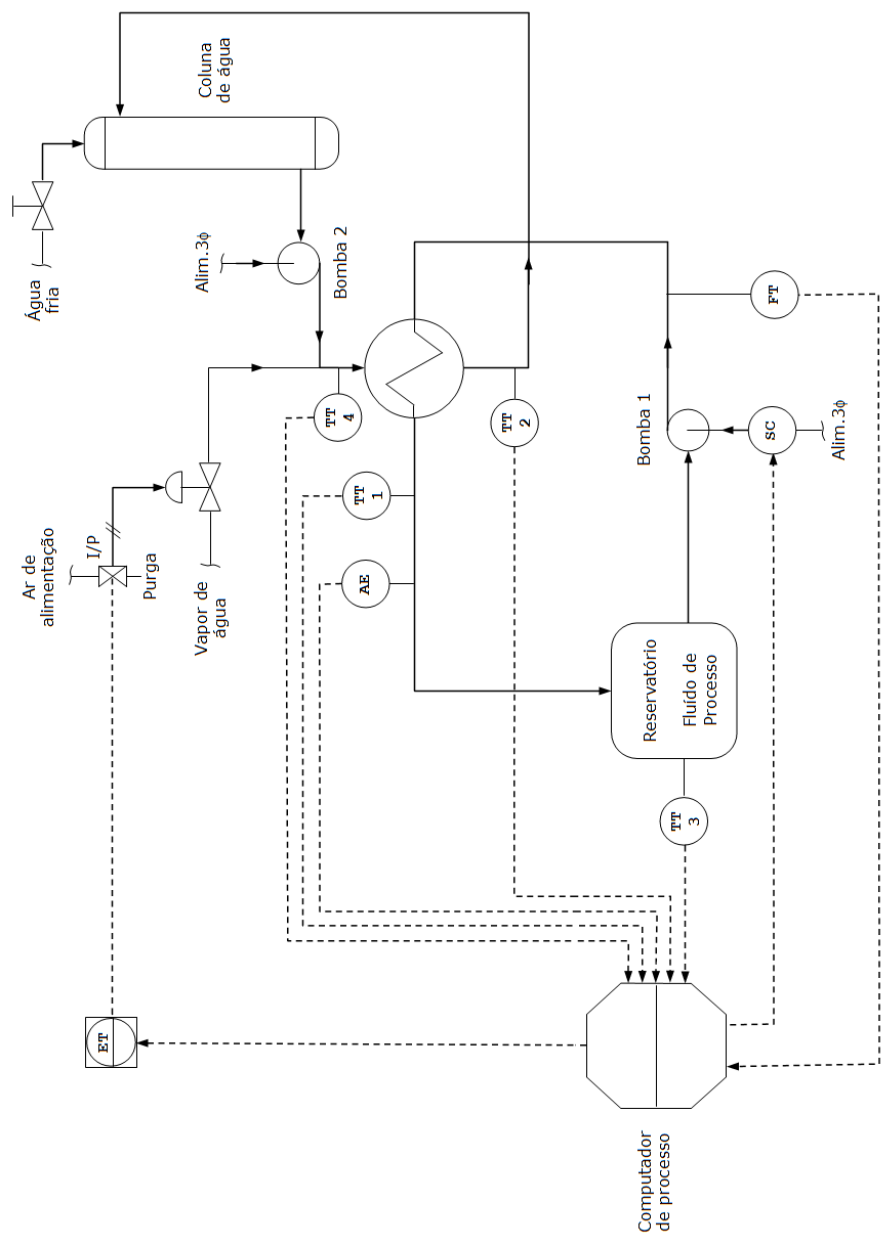 Computador
de processo
ET
Ar de
alimentação
I/P
Purga
Vapor de
água
Água
fria
Coluna
de água
Alim.3ϕ
Bomba 2
TT
4
TT
1
AE
TT
2
TT
3
Reservatório
Fluído de
Processo
Bomba 1
SC
Alim.3ϕ
FT